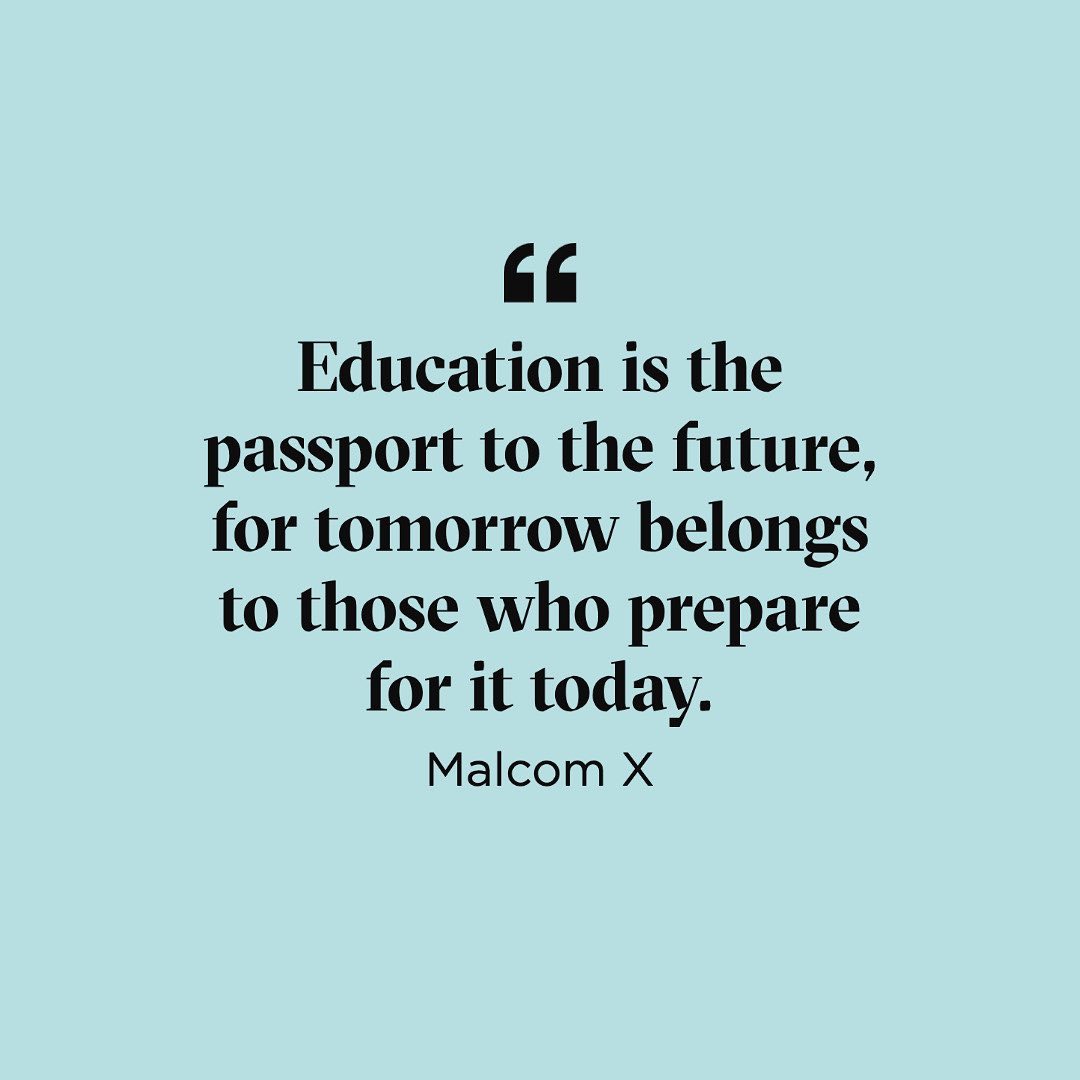 “
Education is the
passport to the future,
for tomorrow belongs
to those who prepare
for it today.
Malcom X